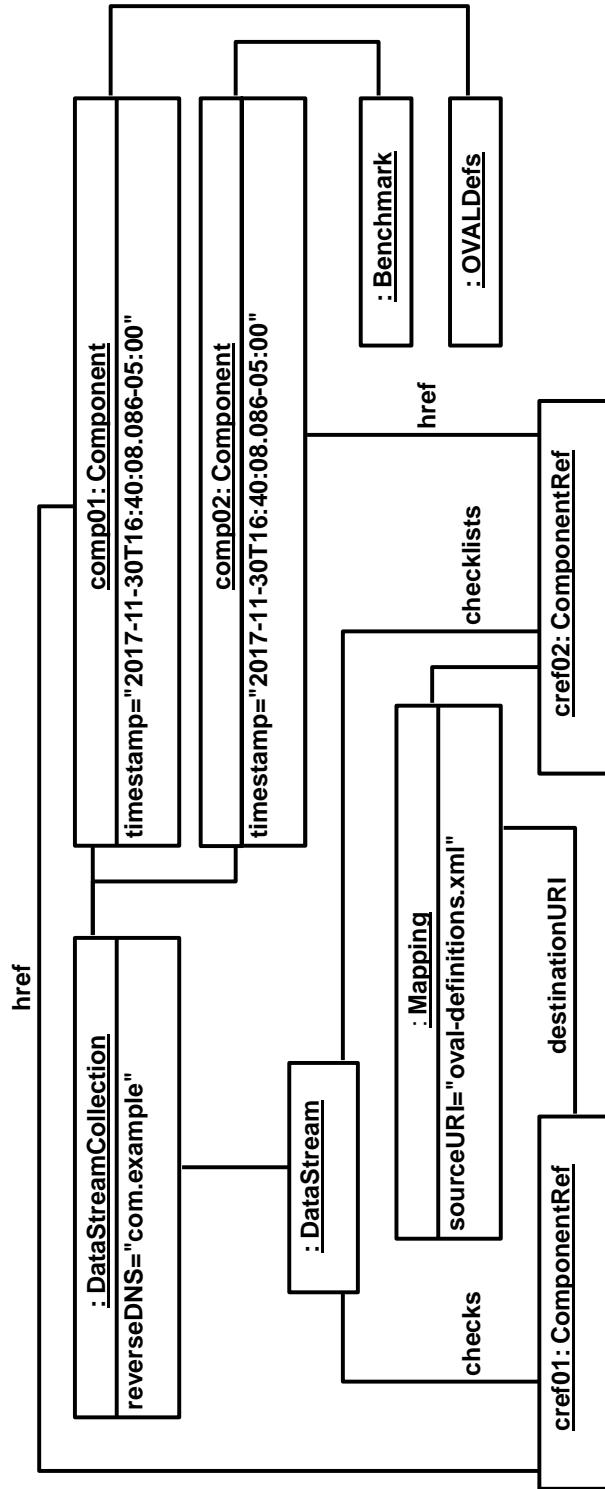 href
: DataStreamCollection
reverseDNS="com.example"
comp01: Component
timestamp="2017-11-30T16:40:08.086-05:00"
comp02: Component
timestamp="2017-11-30T16:40:08.086-05:00"
: DataStream
: Benchmark
: OVALDefs
checks
: Mapping
sourceURI="oval-definitions.xml"
checklists
href
destinationURI
cref01: ComponentRef
cref02: ComponentRef